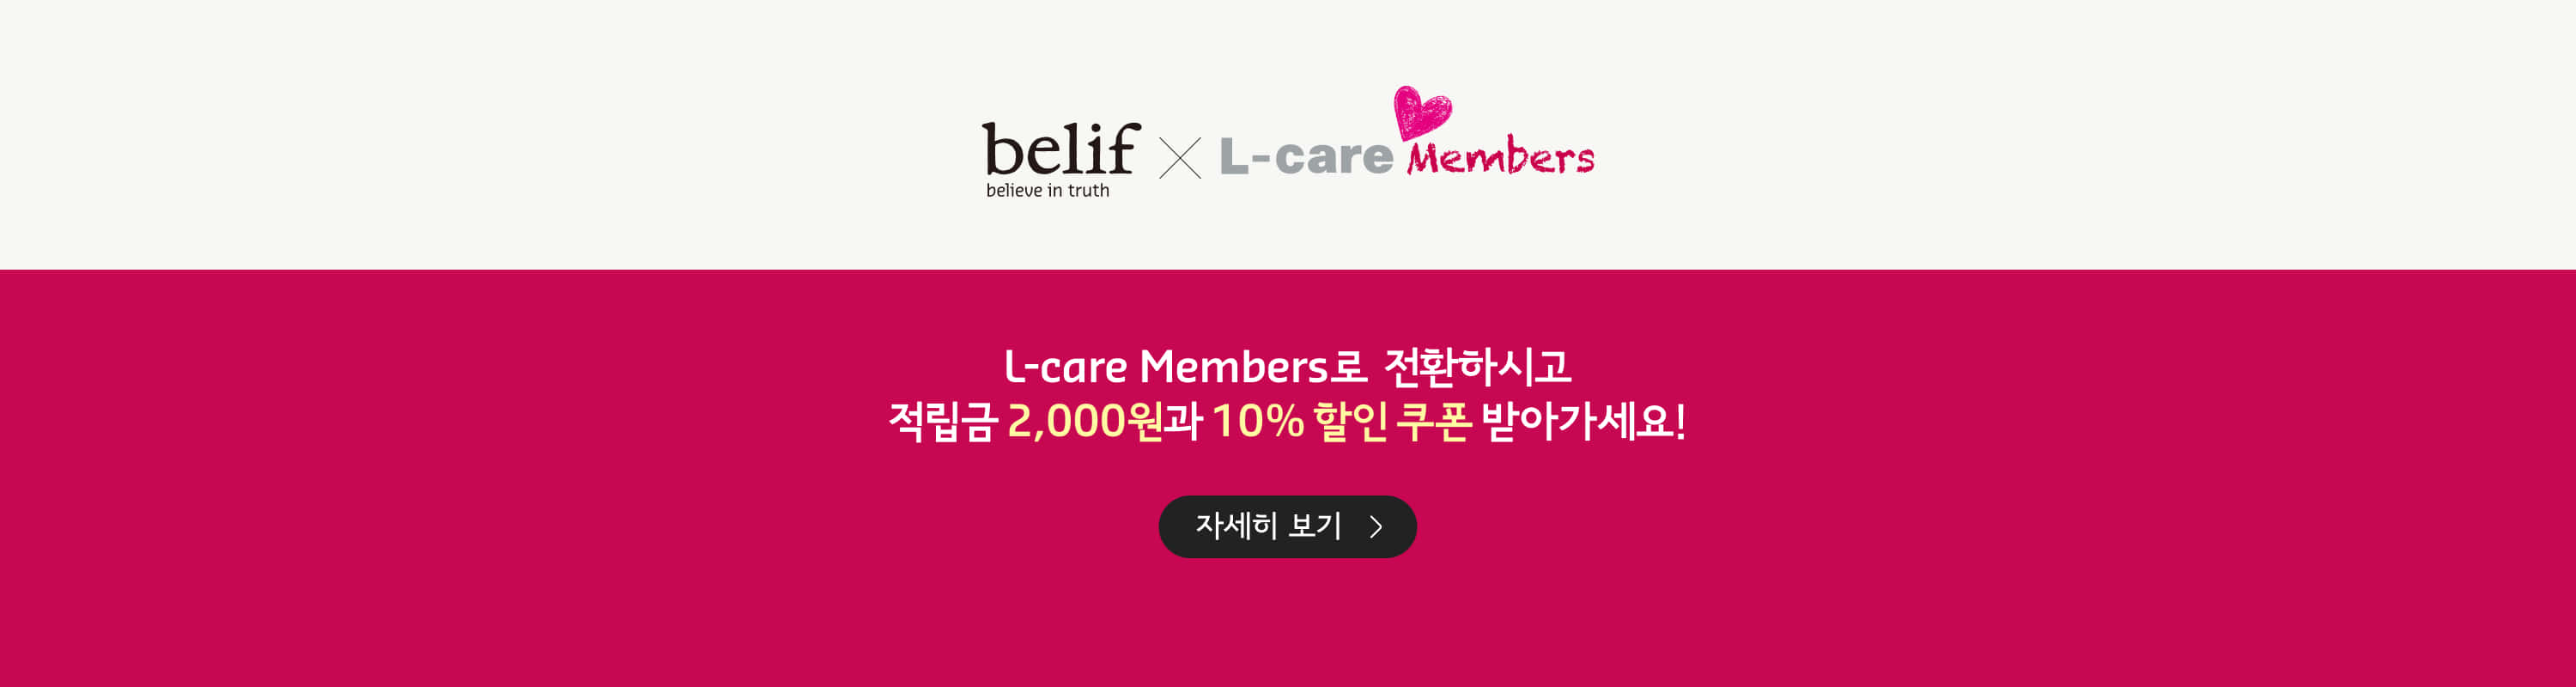 belif
believe in truth
L-care Members
L-care Members로 전환하시고
적립금 2,000원과 10% 할인 쿠폰 받아가세요!
자세히 보기